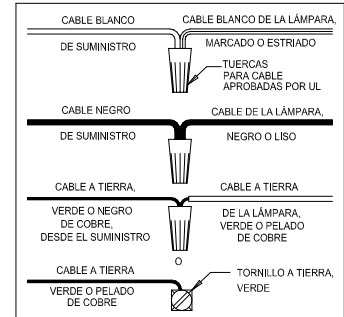 CABLE BLANCO
DE SUMINISTRO
CABLE BLANCO DE LA LÁMPARA,
MARCADO O ESTRIADO
TUERCAS
PARA CABLE
APROBADAS POR UL
CABLE NEGRO
DE SUMINISTRO
CABLE DE LA LÁMPARA,
NEGRO O LISO
CABLE A TIERRA,
VERDE O NEGRO
DE COBRE,
DESDE EL SUMINISTRO
CABLE A TIERRA
DE LA LÁMPARA,
VERDE O PELADO
DE COBRE
O
CABLE A TIERRA
VERDE O PELADO
DE COBRE
TORNILLO A TIERRA,
VERDE